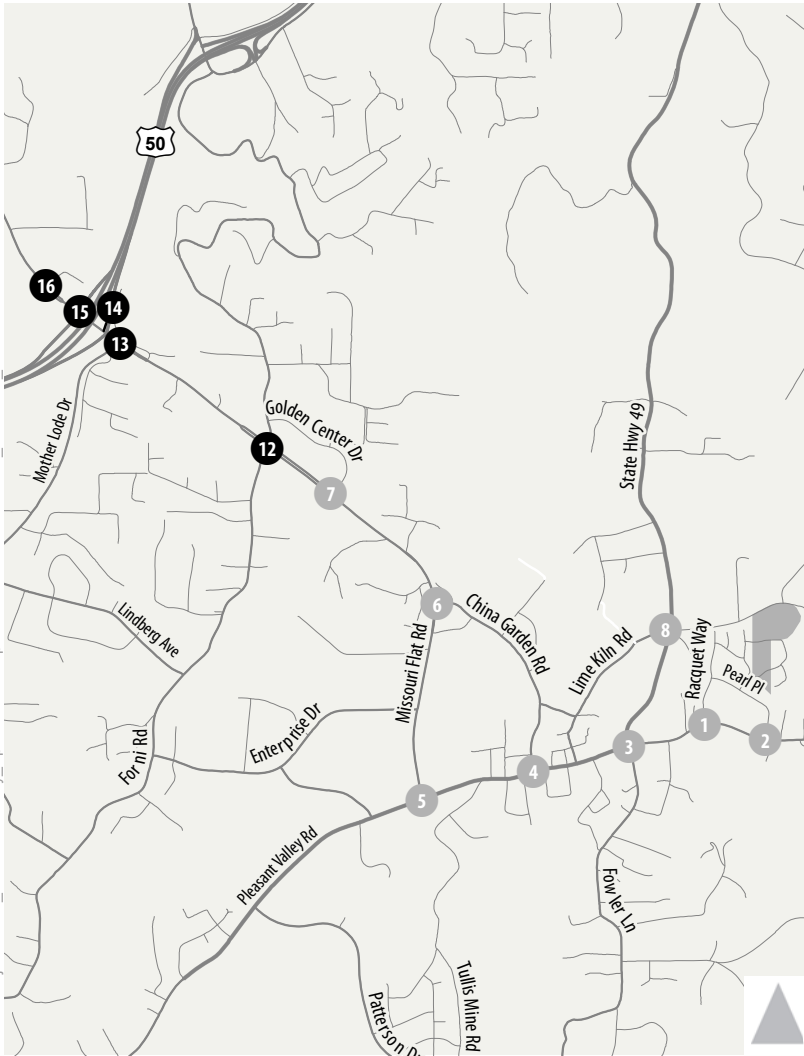 50
16
15
14
13
Mother Lode Dr
Golden Center Dr
12
7
State Hwy 49
Lindberg Ave
6
China Garden Rd
Missouri Flat Rd
Lime Kiln Rd
8
Racquet Way
Pearl Pl
Forni Rd
Enterprise Dr
1
2
3
4
5
Pleasant Valley Rd
Fowler Ln
Patterson Dr
Tullis Mine Rd